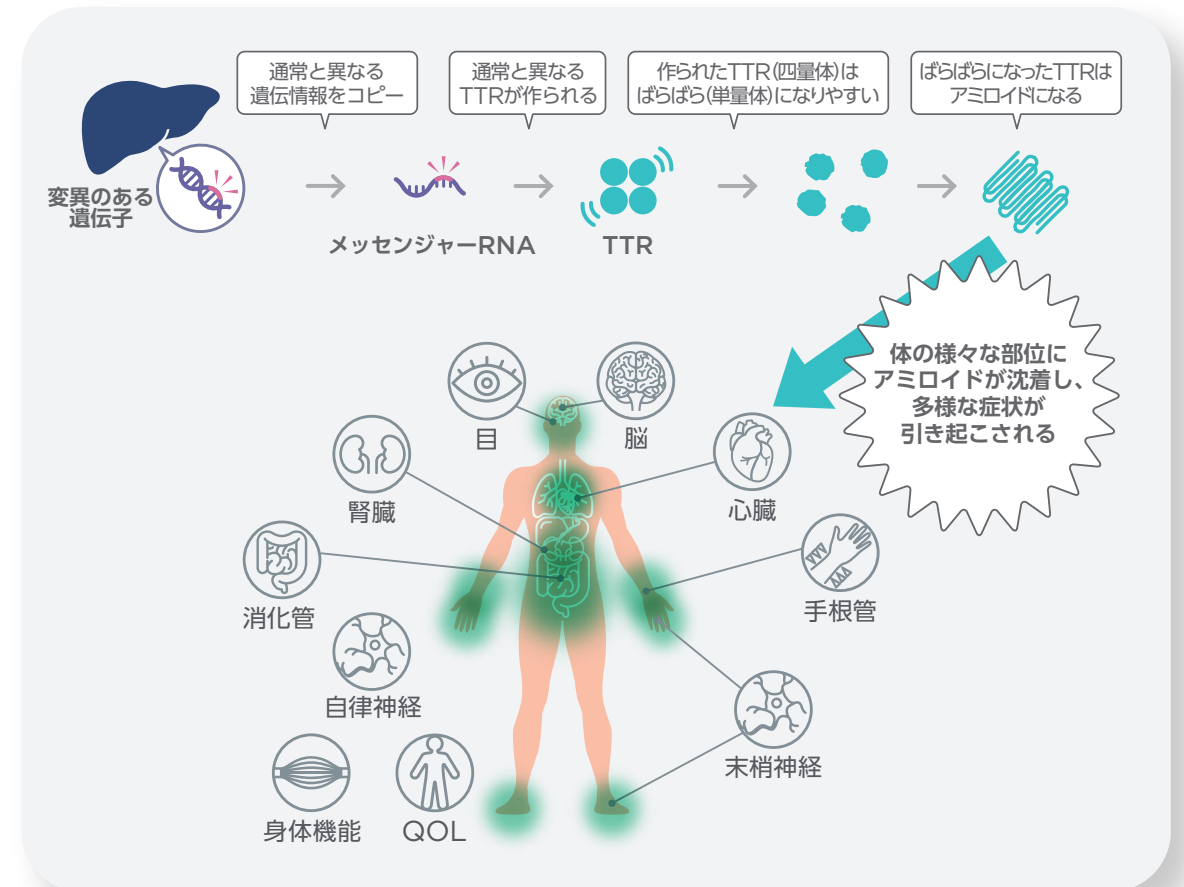 通常と異なる
遺伝情報をコピー
通常と異なる
TTRが作られる
作られたTTR(四量体)は
ばらばら(単量体)になりやすい
ばらばらになったTTRは
アミロイドになる
変異のある
遺伝子
メッセンジャーRNA
TTR
体の様々な部位に
アミロイドが沈着し、
多様な症状が
引き起こされる
目
脳
腎臓
心臓
消化管
手根管
自律神経
末梢神経
身体機能
QOL